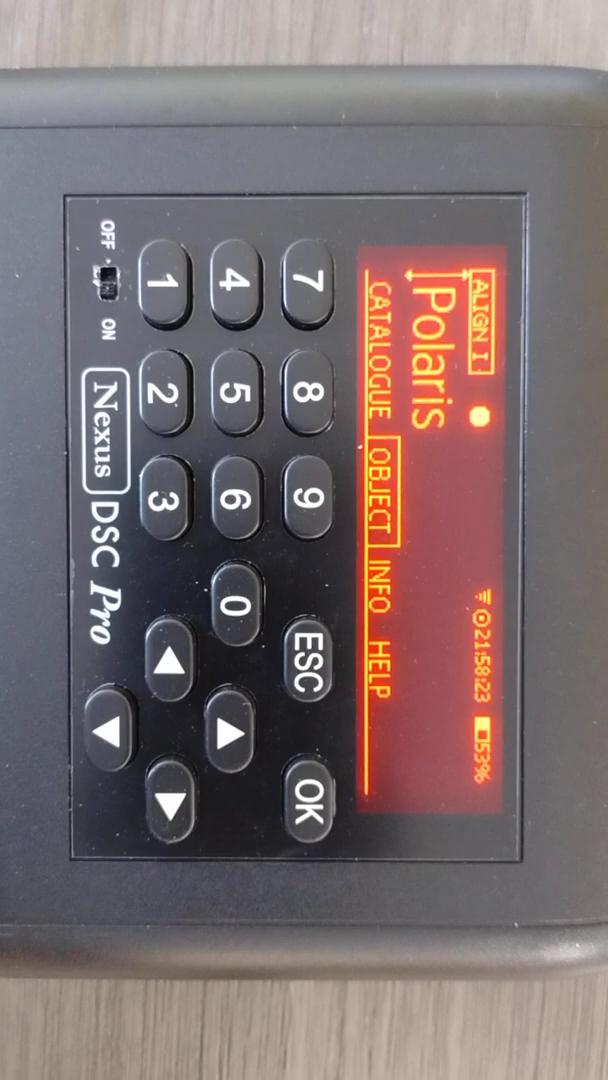 ALIGN I 21:58:23 53%
Polaris
CATALOGUE OBJECT INFO HELP
7 8 9 ESC OK
4 5 6 0
1 2 3
OFF ON Nexus DSC Pro